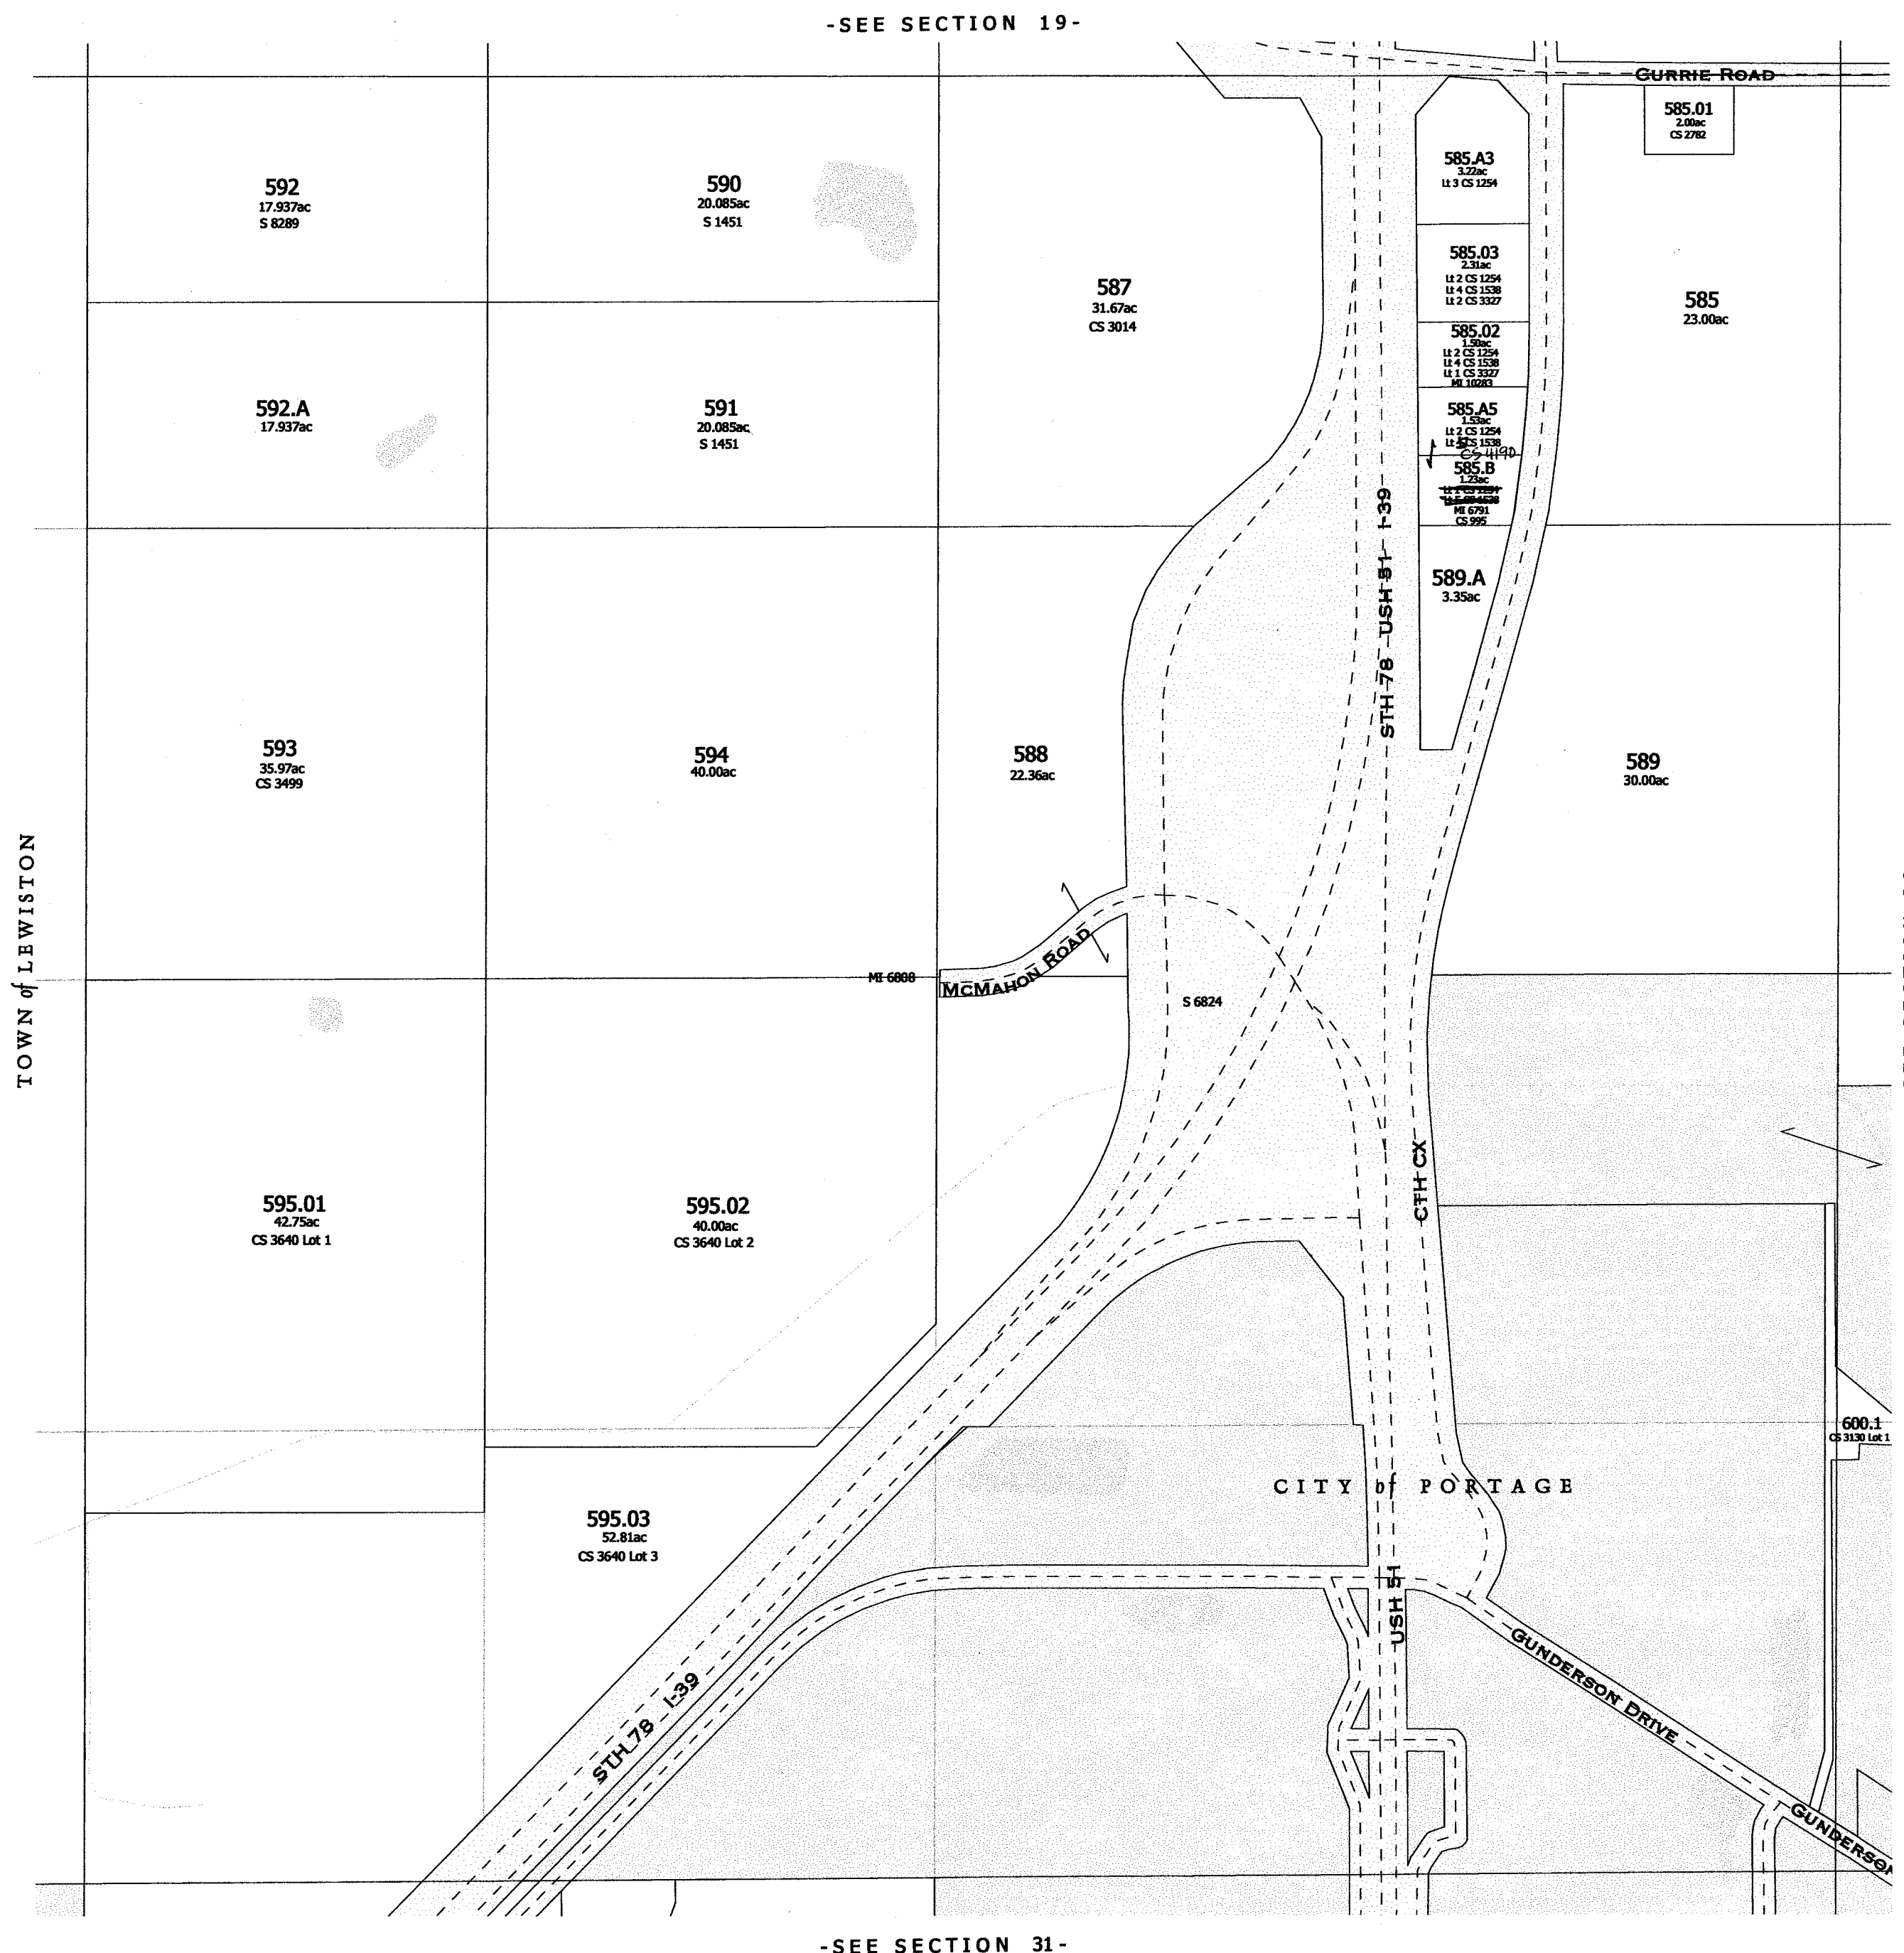 -SEE SECTION 19-
CURRIE ROAD
585.01
2.00ac
CS 2782
585.A3
3.22ac
Lt 3 CS 1254
592
17.937ac
S 8289
590
20.085ac
S 1451
587
31.67ac
CS 3014
585.03
2.31ac
Lt 2 CS 1254
Lt 4 CS 1538
Lt 2 CS 3327
585
23.00ac
585.02
1.50ac
Lt 2 CS 1254
Lt 4 CS 1538
Lt 1 CS 3327
MI 10283
592.A
17.937ac
591
20.085ac
S 1451
585.A5
1.53ac
Lt 2 CS 1254
CS 1538
CS 4190
585.B
1.23ac
MI 6791
CS 995
STH 78 USH 51 I-39
589.A
3.35ac
593
35.97ac
CS 3499
594
40.00ac
588
22.36ac
589
30.00ac
TOWN of LEWISTON
MI 6808
McMAHON ROAD
S 6824
CTH CX
595.01
42.75ac
CS 3640 Lot 1
595.02
40.00ac
CS 3640 Lot 2
600.1
CS 3130 Lot 1
CITY of PORTAGE
595.03
52.81ac
CS 3640 Lot 3
USH 51
STH 78 I-39
GUNDERSON DRIVE
GUNDERSON
-SEE SECTION 31-